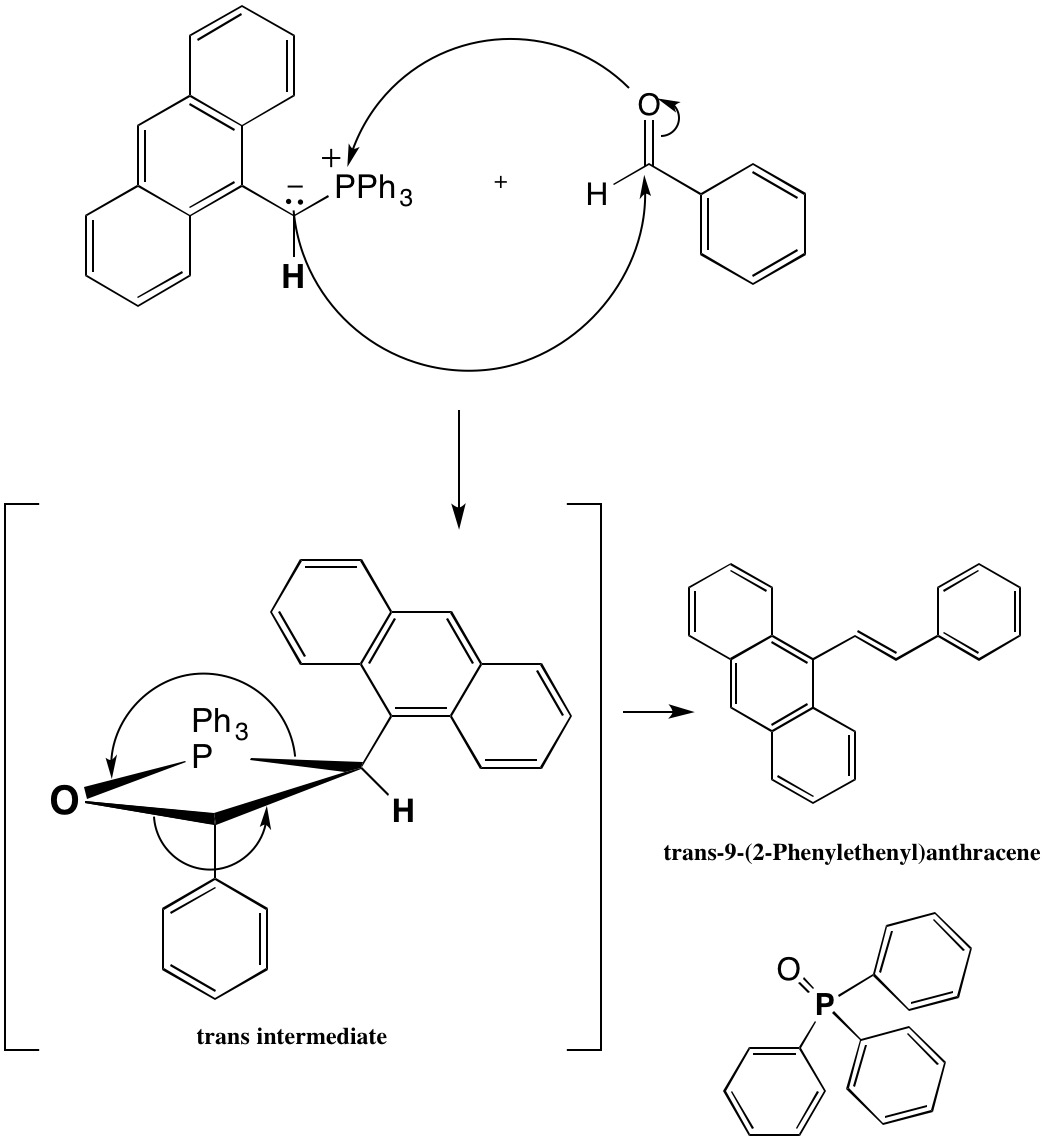 O
+
−
PPh3
+
H
H
Ph3
P
O
H
trans-9-(2-Phenylethenyl)anthracene
O
P
trans intermediate